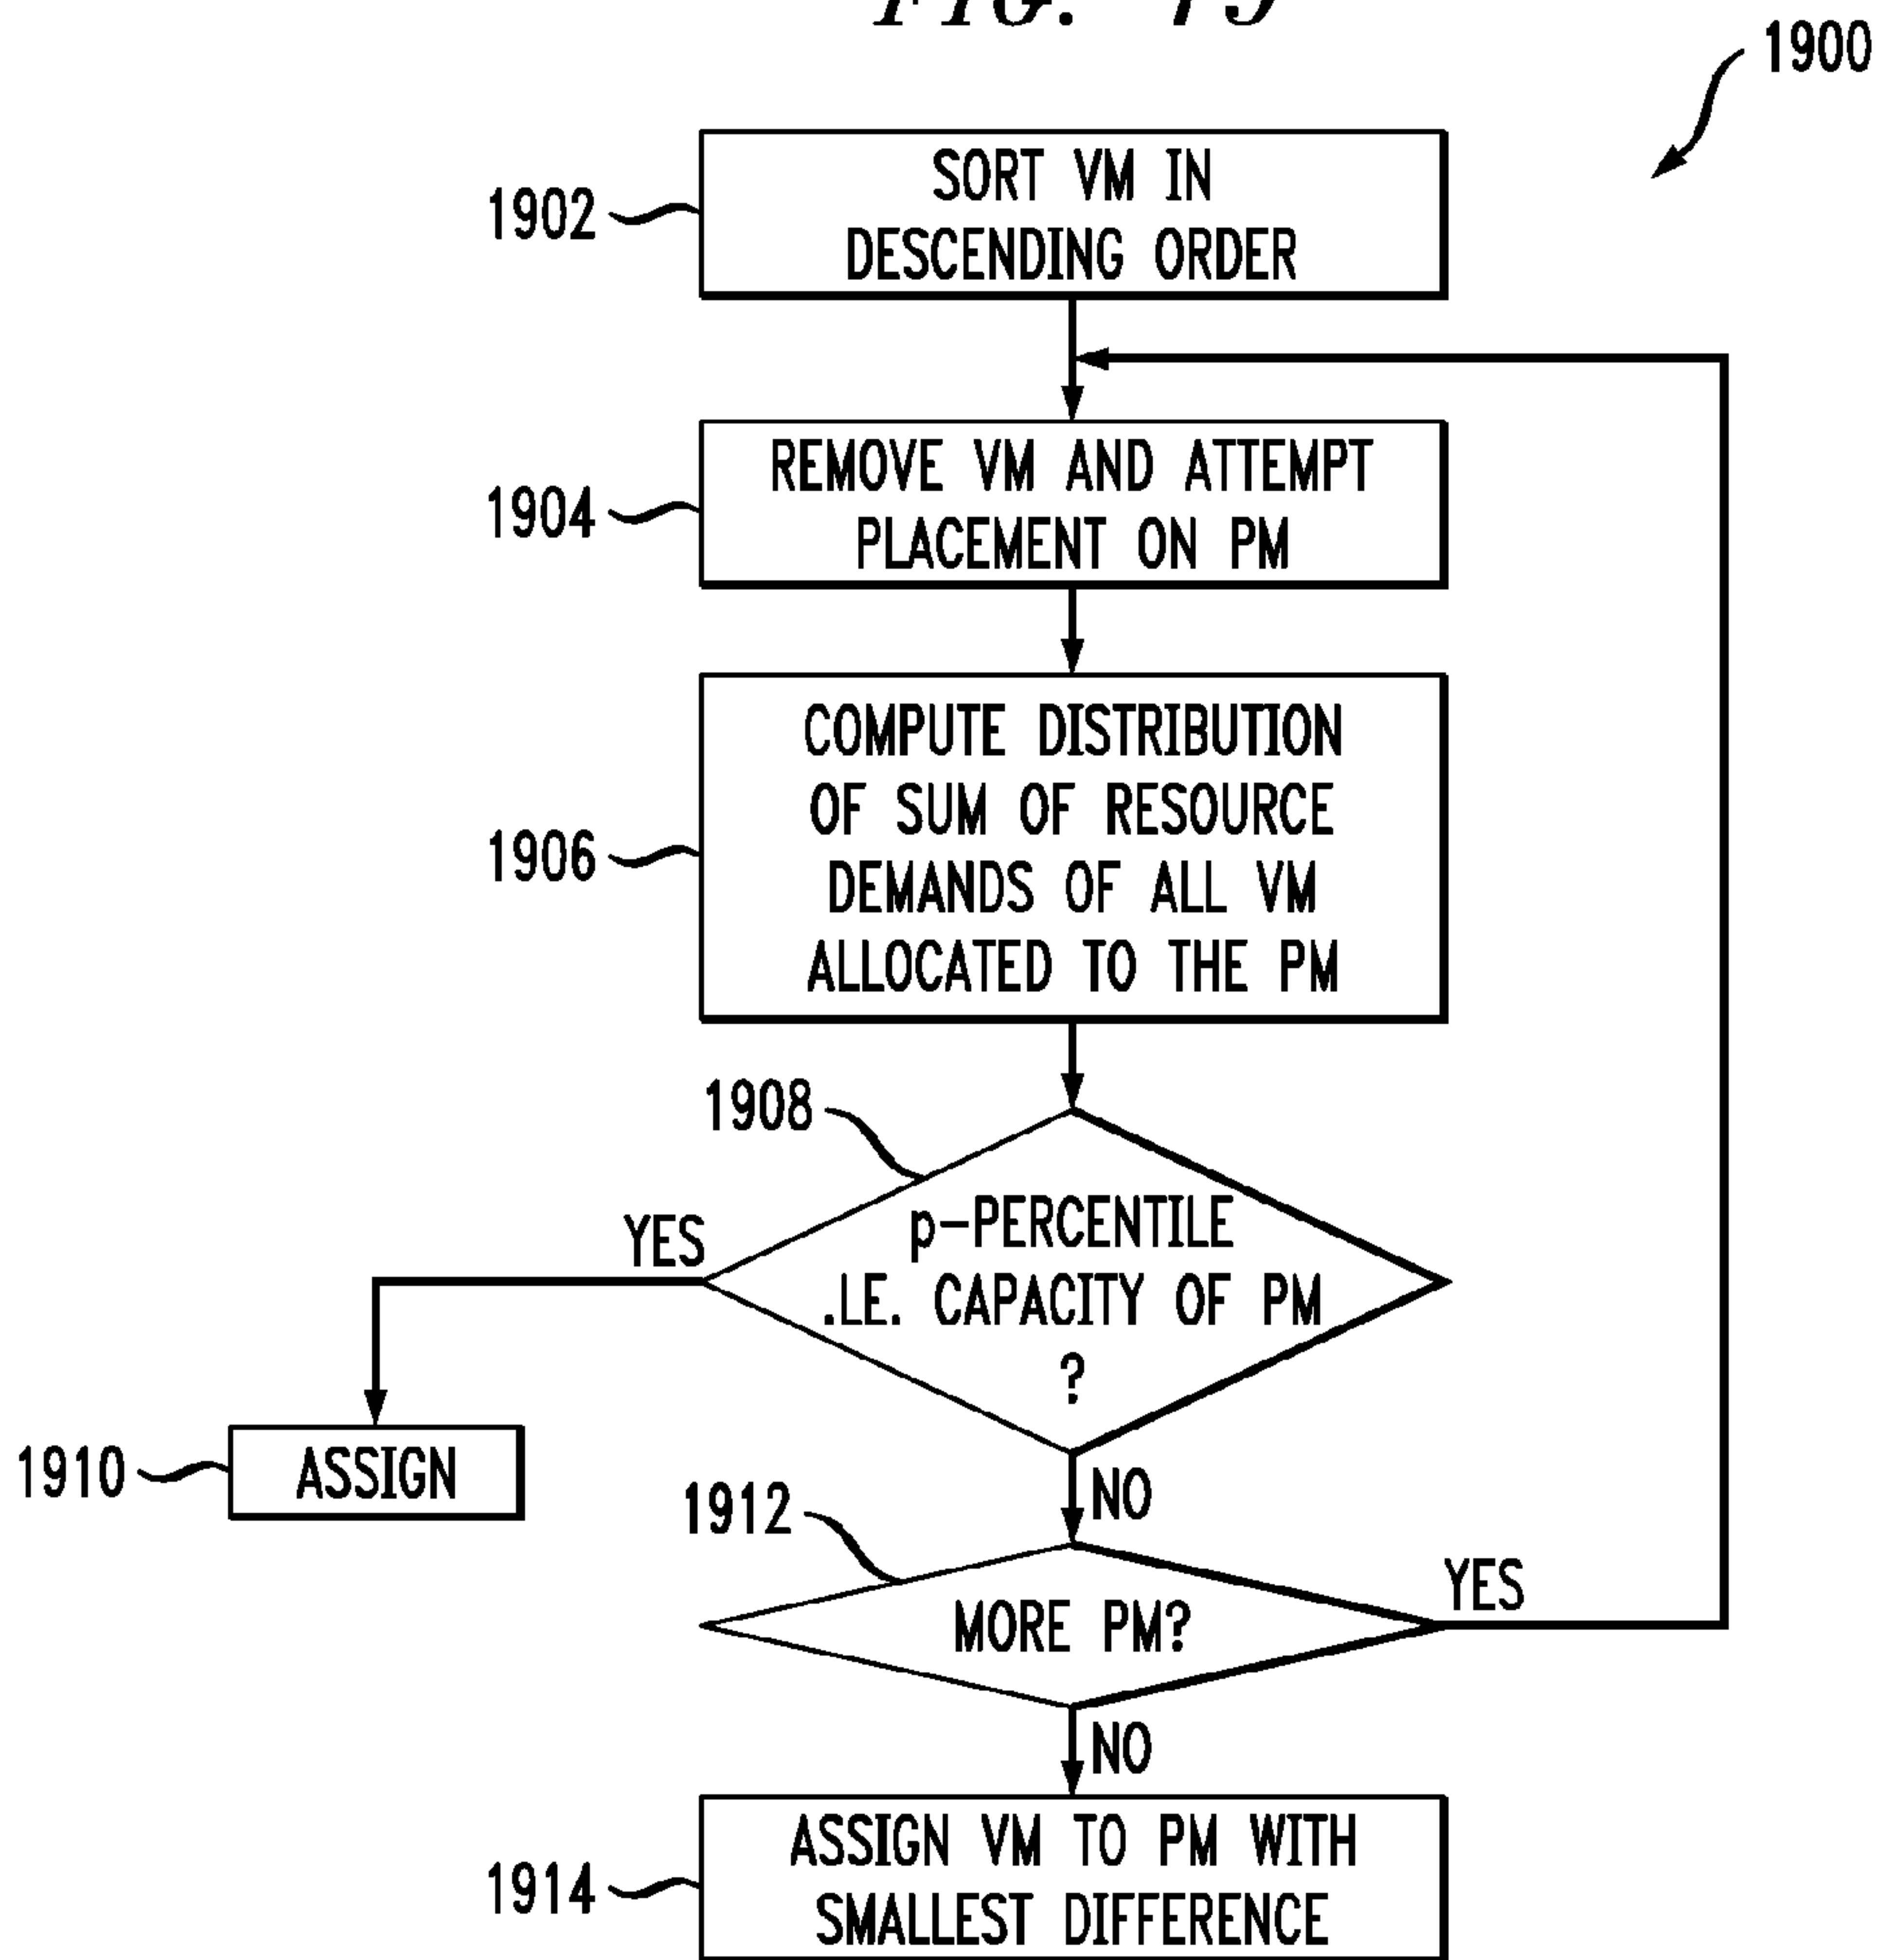 FIG. 19
1900
1902
SORT VM IN
DESCENDING ORDER
1904
REMOVE VM AND ATTEMPT
PLACEMENT ON PM
1906
COMPUTE DISTRIBUTION
OF SUM OF RESOURCE
DEMANDS OF ALL VM
ALLOCATED TO THE PM
1908
p-PERCENTILE
.LE. CAPACITY OF PM
?
YES
1910
ASSIGN
NO
1912
MORE PM?
YES
NO
1914
ASSIGN VM TO PM WITH
SMALLEST DIFFERENCE